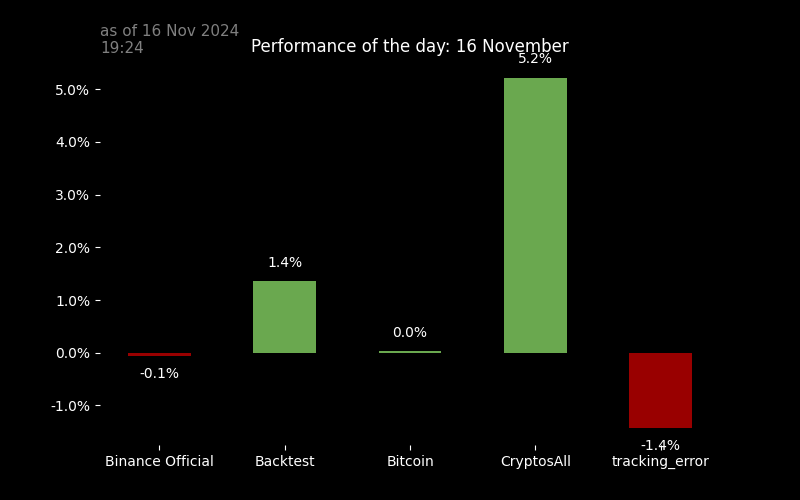 as of 16 Nov 2024
19:24
Performance of the day: 16 November
5.2%
5.0%
4.0%
3.0%
2.0%
1.4%
1.0%
0.0%
0.0%
-0.1%
-1.0%
-1.4%
Binance Official
Backtest
Bitcoin
CryptosAll
tracking_error